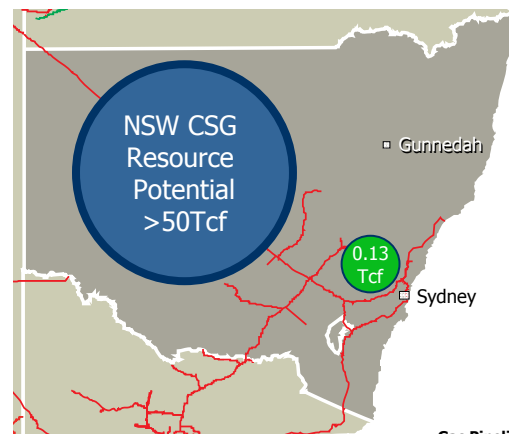 NSW CSG
Resource
Potential
>50Tcf
Gunnedah
0.13
Tcf
Sydney